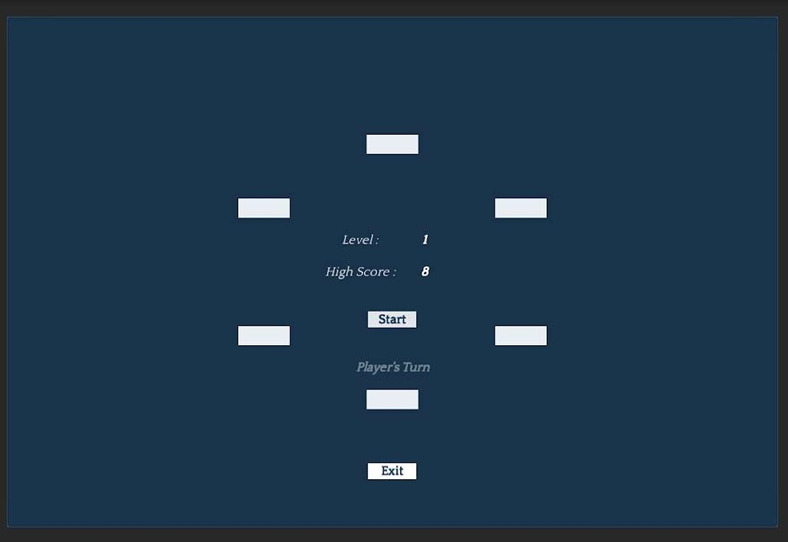 Level : 1
High Score : 8
Start
Player's Turn
Exit